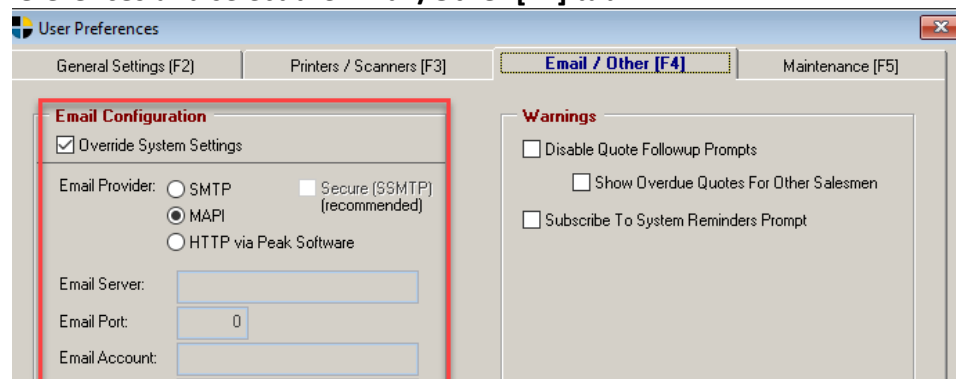 User Preferences
General Settings (F2)
Printers / Scanners [F3]
Email / Other [F4]
Maintenance [F5]
Email Configuration
Override System Settings
Email Provider:
SMTP
Secure (SSMTP)
(recommended)
MAPI
HTTP via Peak Software
Email Server:
Email Port: 0
Email Account:
Warnings
Disable Quote Followup Prompts
Show Overdue Quotes For Other Salesmen
Subscribe To System Reminders Prompt